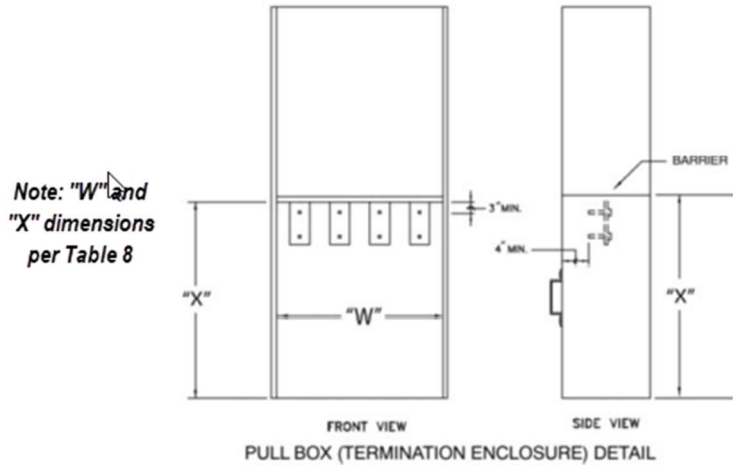 Note: "W" and
"X" dimensions
per Table 8
BARRIER
3"MIN.
4"MIN.
"X"
"W"
"X"
FRONT VIEW
SIDE VIEW
PULL BOX (TERMINATION ENCLOSURE) DETAIL